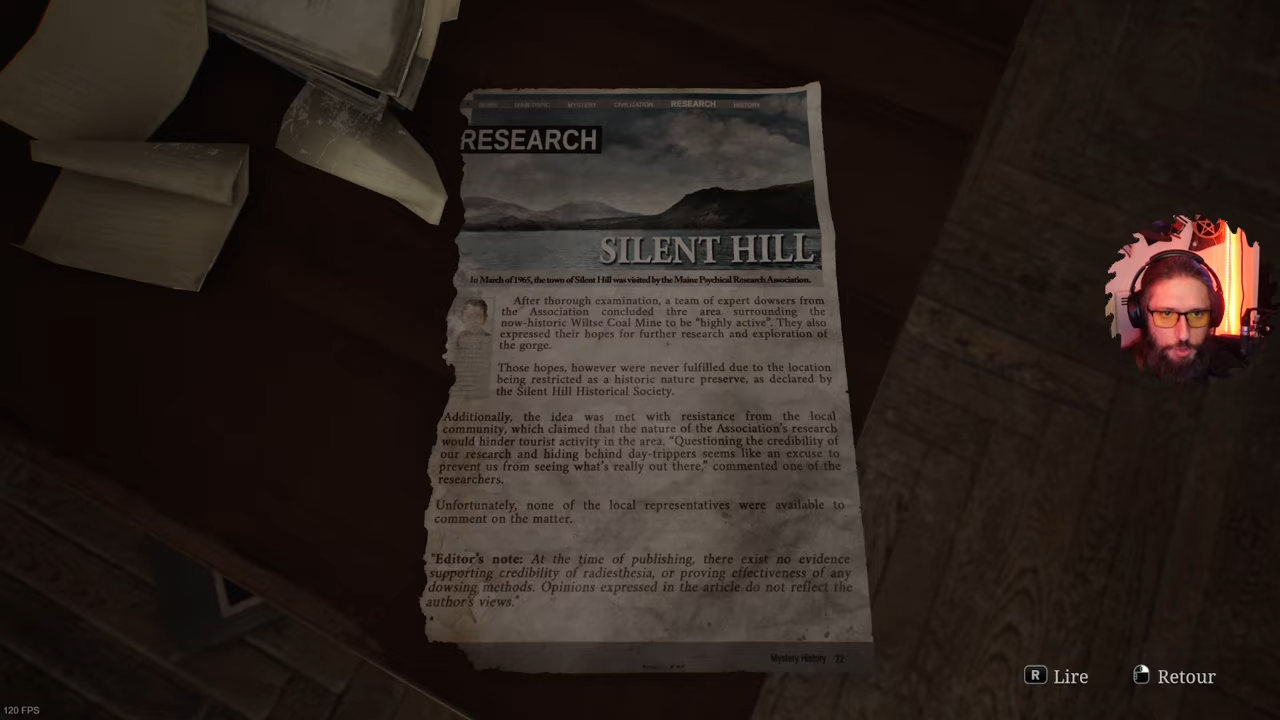 NEWS MAIN TOPIC MYSTERY CIVILIZATION RESEARCH HISTORY
RESEARCH
SILENT HILL
In March of 1965, the town of Silent Hill was visited by the Maine Psychical Research Association.
After thorough examination, a team of expert dowsers from
the Association concluded thre area surrounding the
now-historic Wiltse Coal Mine to be "highly active". They also
expressed their hopes for further research and exploration of
the gorge.
Those hopes, however were never fulfilled due to the location
being restricted as a historic nature preserve, as declared by
the Silent Hill Historical Society.
Additionally, the idea was met with resistance from the local
community, which claimed that the nature of the Association's research
would hinder tourist activity in the area. "Questioning the credibility of
our research and hiding behind day-trippers seems like an excuse to
prevent us from seeing what's really out there," commented one of the
researchers.
Unfortunately, none of the local representatives were available to
comment on the matter.
"Editor's note: At the time of publishing, there exist no evidence
supporting credibility of radiesthesia, or proving effectiveness of any
dowsing methods. Opinions expressed in the article do not reflect the
author's views."
Mystery History
R Lire
Retour
120 FPS